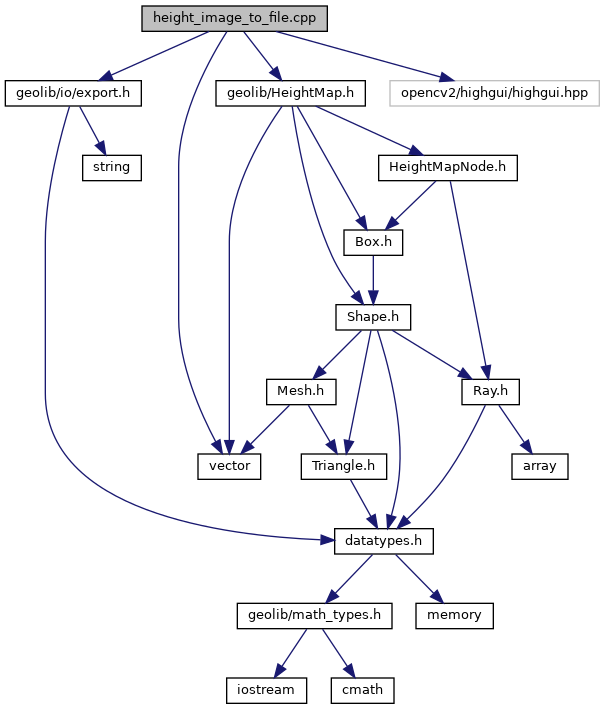 height_image_to_file.cpp
geolib/io/export.h
geolib/HeightMap.h
opencv2/highgui/highgui.hpp
string
HeightMapNode.h
Box.h
Shape.h
Mesh.h
Ray.h
vector
Triangle.h
array
datatypes.h
geolib/math_types.h
memory
iostream
cmath